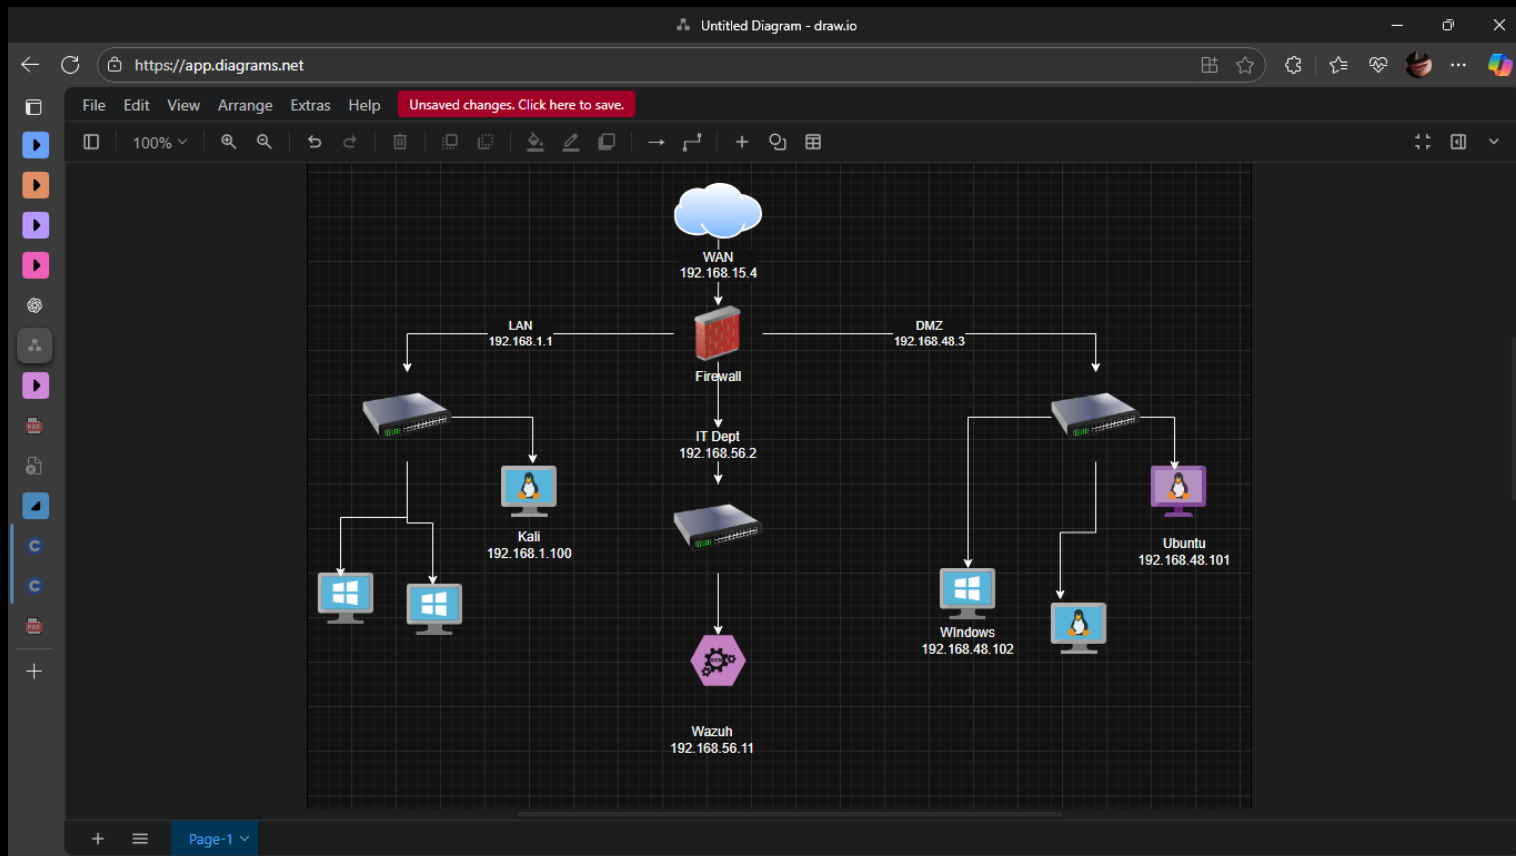 Untitled Diagram - draw.io
https://app.diagrams.net
File Edit View Arrange Extras Help Unsaved changes. Click here to save.
100%
WAN
192.168.15.4
LAN
192.168.1.1
DMZ
192.168.48.3
Firewall
IT Dept
192.168.56.2
Kali
192.168.1.100
Ubuntu
192.168.48.101
WIndows
192.168.48.102
Wazuh
192.168.56.11
Page-1